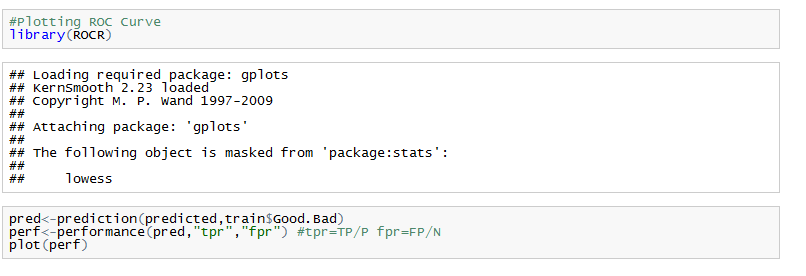 #Plotting ROC Curve
library(ROCR)
## Loading required package: gplots
## KernSmooth 2.23 loaded
## Copyright M. P. Wand 1997-2009
##
## Attaching package: 'gplots'
##
## The following object is masked from 'package:stats':
##
##     lowess
pred<-prediction(predicted,train$Good.Bad)
perf<-performance(pred,"tpr","fpr") #tpr=TP/P fpr=FP/N
plot(perf)